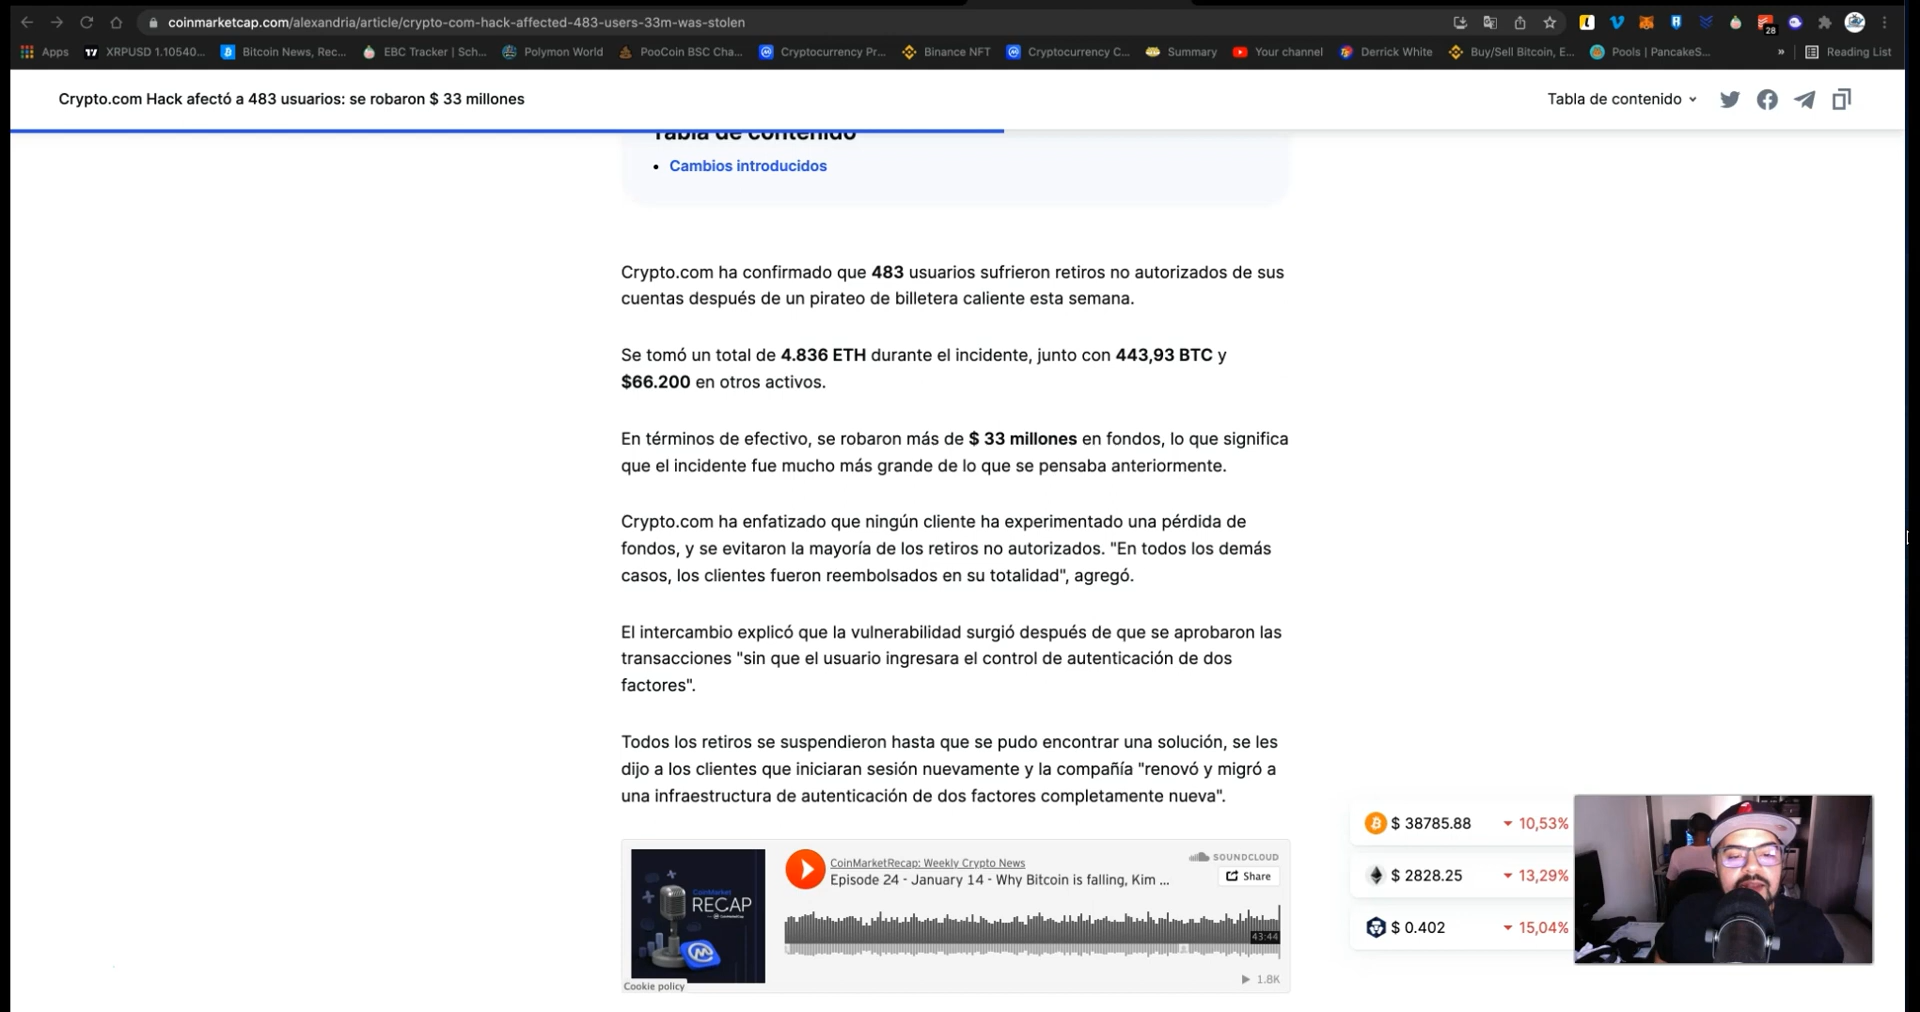 coinmarketcap.com/alexandria/article/crypto-com-hack-affected-483-users-33m-was-stolen
28
Apps
XRPUSD 1.10540...
Bitcoin News, Rec...
EBC Tracker | Sch...
Polymon World
PooCoin BSC Cha...
Cryptocurrency Pr...
Binance NFT
Cryptocurrency C...
Summary
Your channel
Derrick White
Buy/Sell Bitcoin, E...
Pools | PancakeS...
»
Reading List
Crypto.com Hack afectó a 483 usuarios: se robaron $ 33 millones
Tabla de contenido
Tabla de contenido
Cambios introducidos
Crypto.com ha confirmado que 483 usuarios sufrieron retiros no autorizados de sus
cuentas después de un pirateo de billetera caliente esta semana.
Se tomó un total de 4.836 ETH durante el incidente, junto con 443,93 BTC y
$66.200 en otros activos.
En términos de efectivo, se robaron más de $ 33 millones en fondos, lo que significa
que el incidente fue mucho más grande de lo que se pensaba anteriormente.
Crypto.com ha enfatizado que ningún cliente ha experimentado una pérdida de
fondos, y se evitaron la mayoría de los retiros no autorizados. "En todos los demás
casos, los clientes fueron reembolsados en su totalidad", agregó.
El intercambio explicó que la vulnerabilidad surgió después de que se aprobaron las
transacciones "sin que el usuario ingresara el control de autenticación de dos
factores".
Todos los retiros se suspendieron hasta que se pudo encontrar una solución, se les
dijo a los clientes que iniciaran sesión nuevamente y la compañía "renovó y migró a
una infraestructura de autenticación de dos factores completamente nueva".
CoinMarket
RECAP
CoinMarketRecap: Weekly Crypto News
Episode 24 - January 14 - Why Bitcoin is falling, Kim ...
SOUNDCLOUD
Share
43:44
1.8K
Cookie policy
$ 38785.88 10,53%
$ 2828.25 13,29%
$ 0.402 15,04%